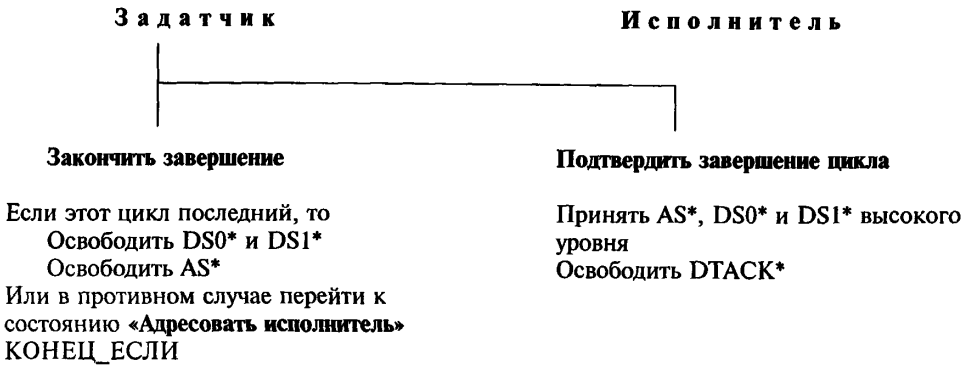 Задатчик
Исполнитель
Закончить завершение
Если этот цикл последний, то
Освободить DS0* и DS1*
Освободить AS*
Или в противном случае перейти к
состоянию «Адресовать исполнитель»
КОНЕЦ_ЕСЛИ
Подтвердить завершение цикла
Принять AS*, DS0* и DS1* высокого
уровня
Освободить DTACK*